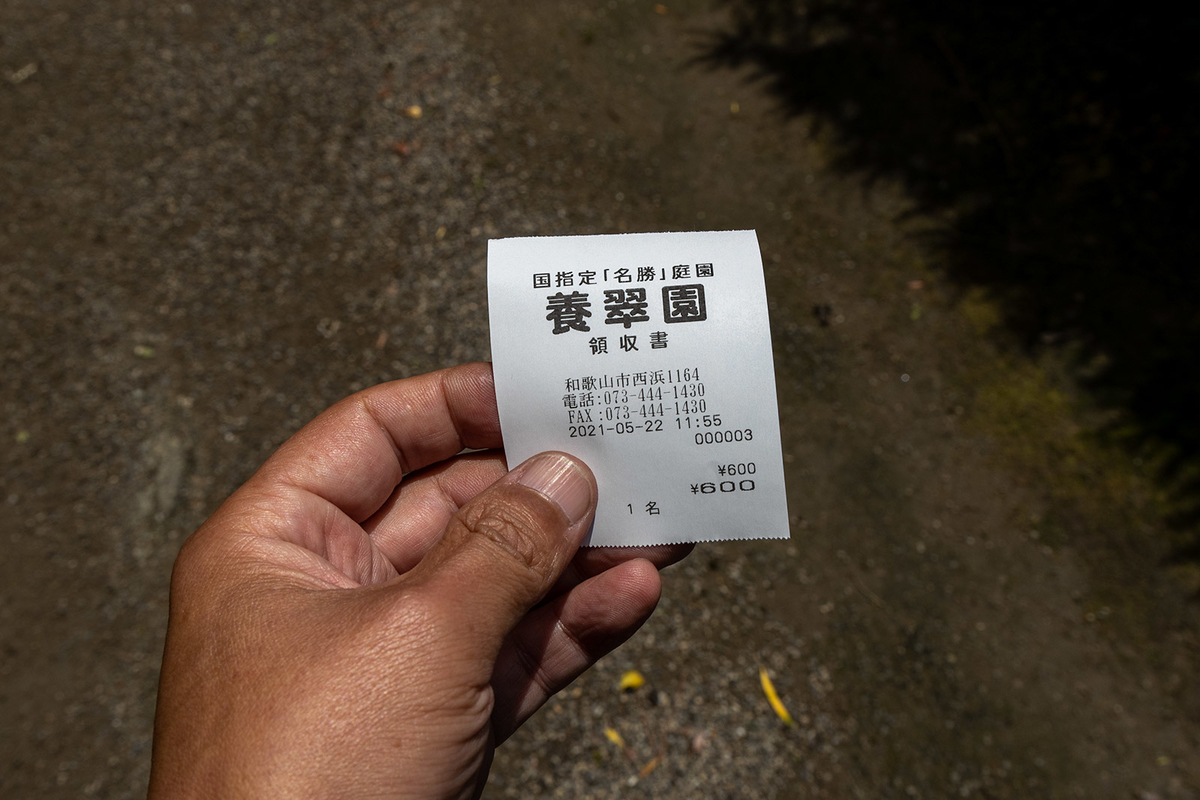 国指定「名勝」庭園
養翠園
領収書
和歌山市西浜1164
電話:073-444-1430
FAX:073-444-1430
2021-05-22 11:55
000003
¥600
¥600
1名